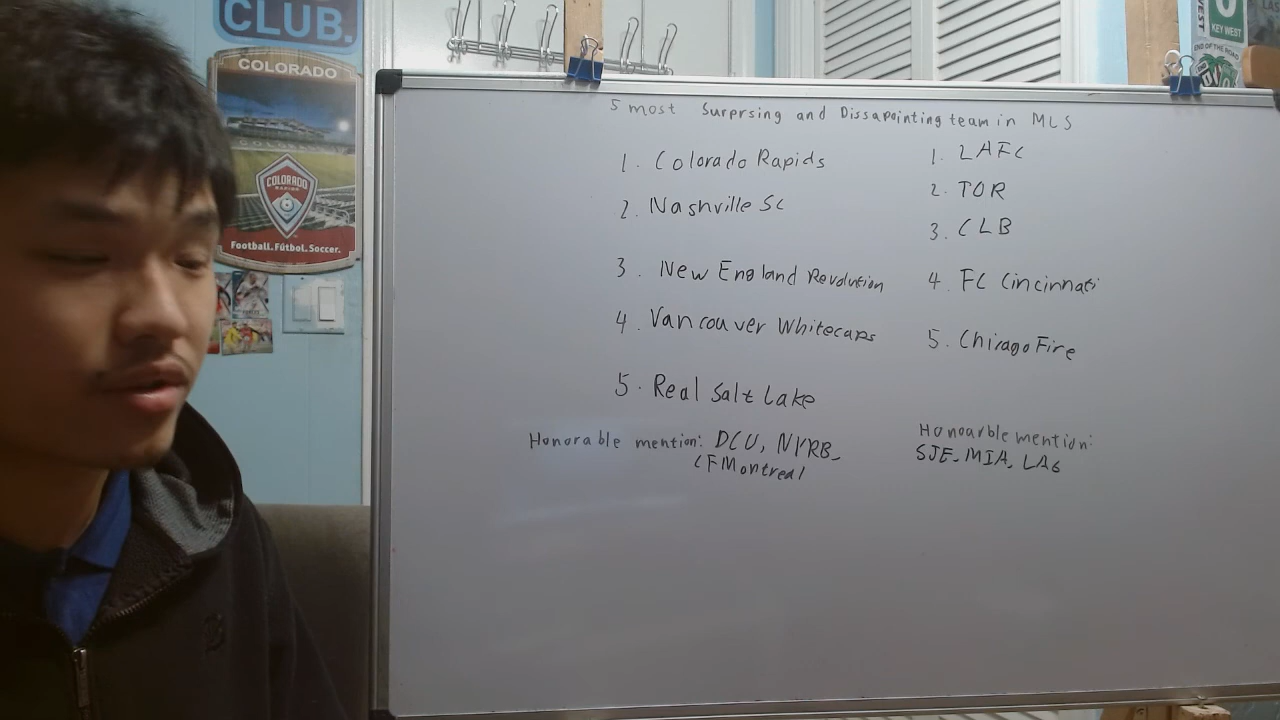 CLUB.
COLORADO
COLORADO
RAPIDS
Football. Fútbol. Soccer.
KEY WEST
END OF THE ROAD
5 most Surprsing and Dissapointing team in MLS
1. Colorado Rapids
2. Nashville SC
3. New England Revolution
4. Vancouver Whitecaps
5. Real Salt Lake
Honorable mention: DCU, NYRB,
CFMontreal
1. LAFC
2. TOR
3. CLB
4. FC Cincinnati
5. Chicago Fire
Honoarble mention:
SJE, MIA, LAG